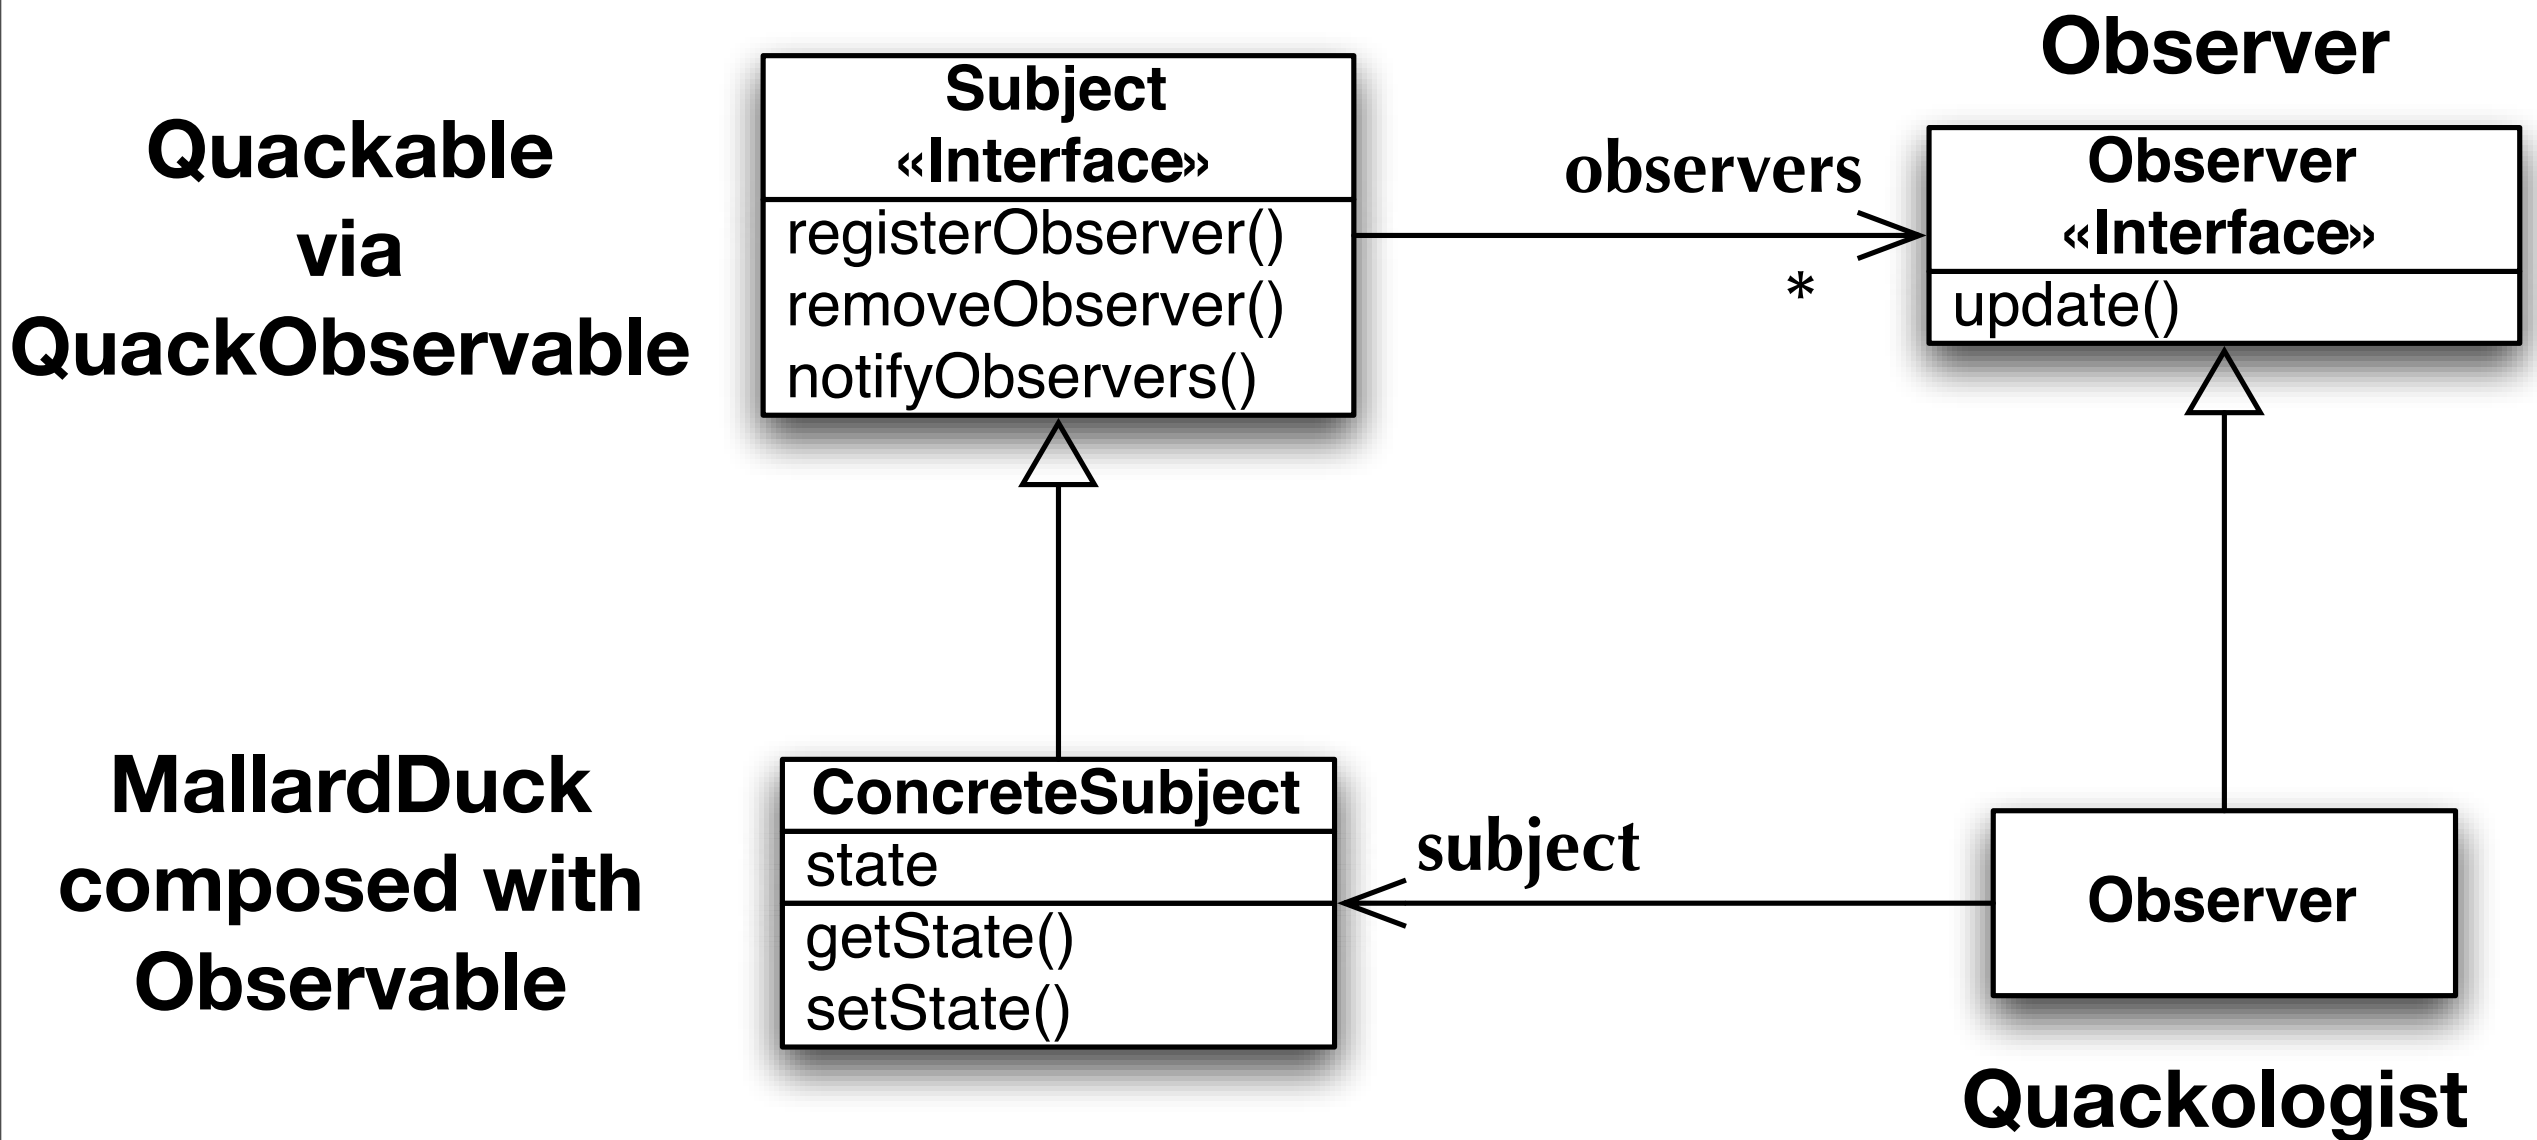 Observer
Quackable
via
QuackObservable
Subject
«Interface»
registerObserver()
removeObserver()
notifyObservers()
observers
*
Observer
«Interface»
update()
MallardDuck
composed with
Observable
ConcreteSubject
state
getState()
setState()
subject
Observer
Quackologist